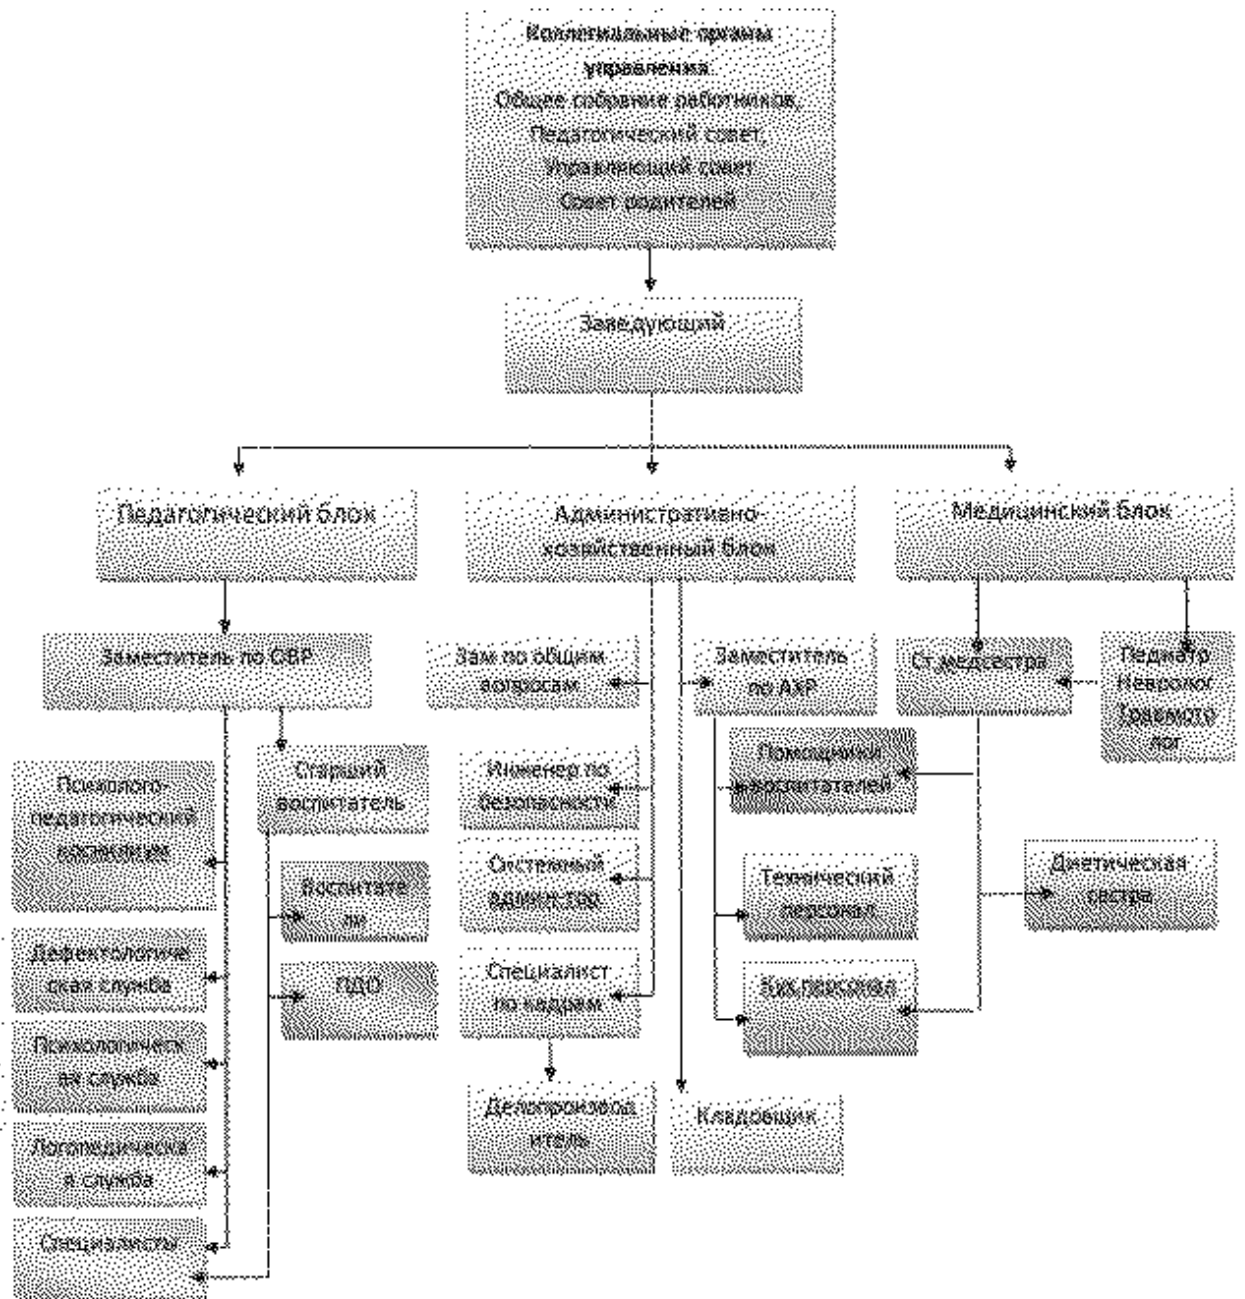 Коллегиальные органы
управления
Общее собрание работников,
Педагогический совет,
Управляющий совет
Совет родителей
Заведующий
Педагогический блок
Административно-
хозяйственный блок
Медицинский блок
Заместитель по ОВР
Зам по общим
вопросам
Заместитель
по АХР
Ст.медсестра
Педиатр
Невролог
Травмото
лог
Психолого-
педагогический
консилиум
Старший
воспитатель
Инженер по
безопасности
Помощники
воспитателей
Воспитате
ли
Системный
админ-тор
Технический
персонал
Диетическая
сестра
Дефектологиче
ская служба
ПДО
Специалист
по кадрам
Кух.персонал
Психологическ
ая служба
Делопроизвод
итель
Кладовщик
Логопедическа
я служба
Специалисты